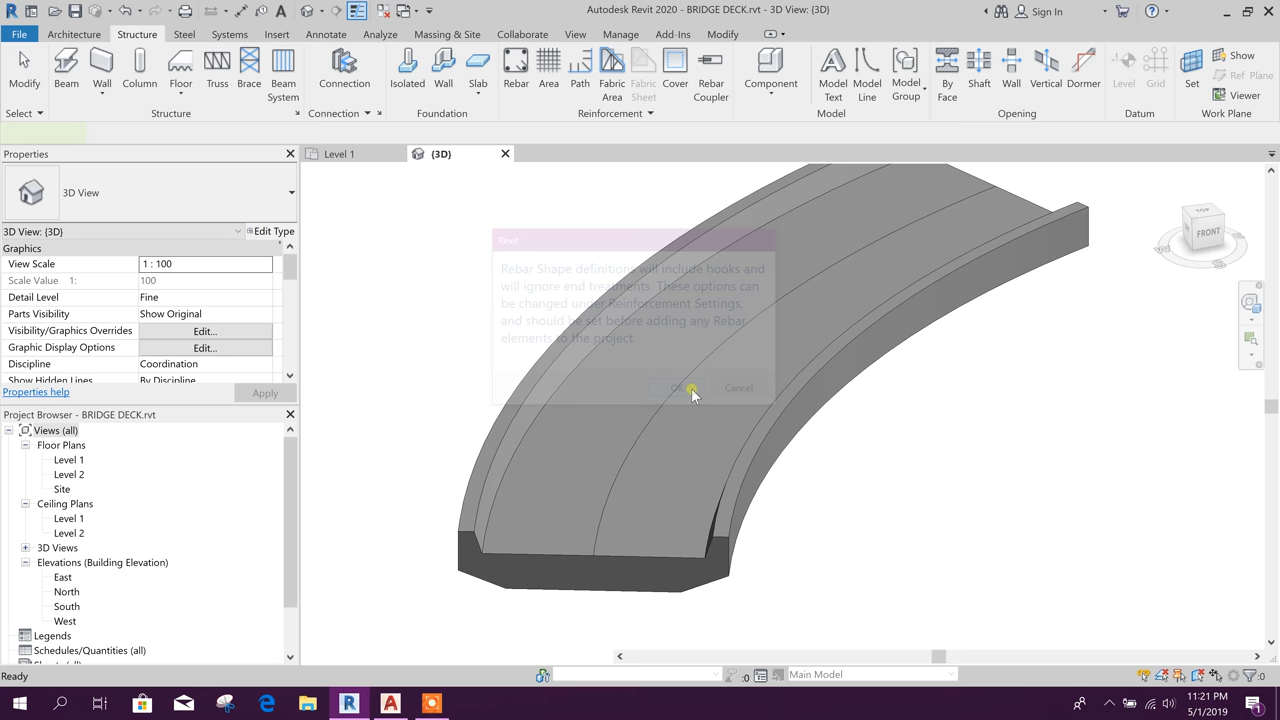 Autodesk Revit 2020 - BRIDGE DECK.rvt - 3D View: {3D}
Sign In
File Architecture Structure Steel Systems Insert Annotate Analyze Massing & Site Collaborate View Manage Add-Ins Modify
Modify Beam Wall Column Floor Truss Brace Beam System Connection Isolated Wall Slab Rebar Area Path Fabric Area Fabric Sheet Cover Rebar Coupler Component Model Text Model Line Model Group By Face Shaft Wall Vertical Dormer Level Grid Set Show Ref Plane Viewer
Select Structure Connection Foundation Reinforcement Model Opening Datum Work Plane
Properties
Level 1
{3D}
3D View
3D View: {3D}
Edit Type
Graphics
View Scale 1 : 100
Scale Value 1: 100
Detail Level Fine
Parts Visibility Show Original
Visibility/Graphics Overrides Edit...
Graphic Display Options Edit...
Discipline Coordination
Show Hidden Lines By Discipline
Properties help
Apply
Project Browser - BRIDGE DECK.rvt
Views (all)
Floor Plans
Level 1
Level 2
Site
Ceiling Plans
Level 1
Level 2
3D Views
Elevations (Building Elevation)
East
North
South
West
Legends
Schedules/Quantities (all)
Revit
Rebar Shape definitions will include hooks and
will ignore end treatments. These options can
be changed under Reinforcement Settings,
and should be set before adding any Rebar
elements to the project.
OK Cancel
TOP
FRONT
Ready
:0
Main Model
:0
11:21 PM
5/1/2019
1